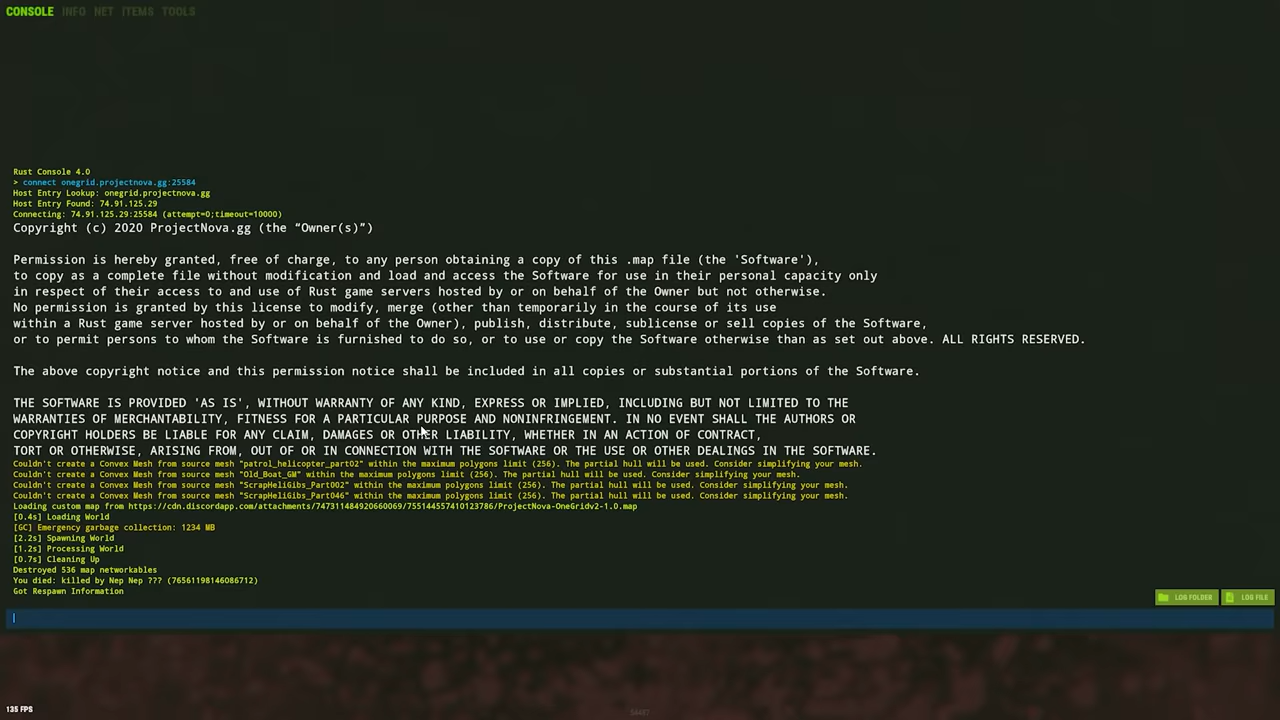 CONSOLE INFO NET ITEMS TOOLS
Rust Console 4.0
> connect onegrid.projectnova.gg:25584
Host Entry Lookup: onegrid.projectnova.gg
Host Entry Found: 74.91.125.29
Connecting: 74.91.125.29:25584 (attempt=0;timeout=10000)
Copyright (c) 2020 ProjectNova.gg (the “Owner(s)”)
Permission is hereby granted, free of charge, to any person obtaining a copy of this .map file (the 'Software'),
to copy as a complete file without modification and load and access the Software for use in their personal capacity only
in respect of their access to and use of Rust game servers hosted by or on behalf of the Owner but not otherwise.
No permission is granted by this license to modify, merge (other than temporarily in the course of its use
within a Rust game server hosted by or on behalf of the Owner), publish, distribute, sublicense or sell copies of the Software,
or to permit persons to whom the Software is furnished to do so, or to use or copy the Software otherwise than as set out above. ALL RIGHTS RESERVED.
The above copyright notice and this permission notice shall be included in all copies or substantial portions of the Software.
THE SOFTWARE IS PROVIDED 'AS IS', WITHOUT WARRANTY OF ANY KIND, EXPRESS OR IMPLIED, INCLUDING BUT NOT LIMITED TO THE
WARRANTIES OF MERCHANTABILITY, FITNESS FOR A PARTICULAR PURPOSE AND NONINFRINGEMENT. IN NO EVENT SHALL THE AUTHORS OR
COPYRIGHT HOLDERS BE LIABLE FOR ANY CLAIM, DAMAGES OR OTHER LIABILITY, WHETHER IN AN ACTION OF CONTRACT,
TORT OR OTHERWISE, ARISING FROM, OUT OF OR IN CONNECTION WITH THE SOFTWARE OR THE USE OR OTHER DEALINGS IN THE SOFTWARE.
Couldn't create a Convex Mesh from source mesh "patrol_helicopter_part02" within the maximum polygons limit (256). The partial hull will be used. Consider simplifying your mesh.
Couldn't create a Convex Mesh from source mesh "Old_Boat_GM" within the maximum polygons limit (256). The partial hull will be used. Consider simplifying your mesh.
Couldn't create a Convex Mesh from source mesh "ScrapHeliGibs_Part002" within the maximum polygons limit (256). The partial hull will be used. Consider simplifying your mesh.
Couldn't create a Convex Mesh from source mesh "ScrapHeliGibs_Part046" within the maximum polygons limit (256). The partial hull will be used. Consider simplifying your mesh.
Loading custom map from https://cdn.discordapp.com/attachments/747311484920660069/755144557410123786/ProjectNova-OneGridv2-1.0.map
[0.4s] Loading World
[GC] Emergency garbage collection: 1234 MB
[2.2s] Spawning World
[1.2s] Processing World
[0.7s] Cleaning Up
Destroyed 536 map networkables
You died: killed by Nep Nep ??? (76561198146086712)
Got Respawn Information
LOG FOLDER LOG FILE
135 FPS